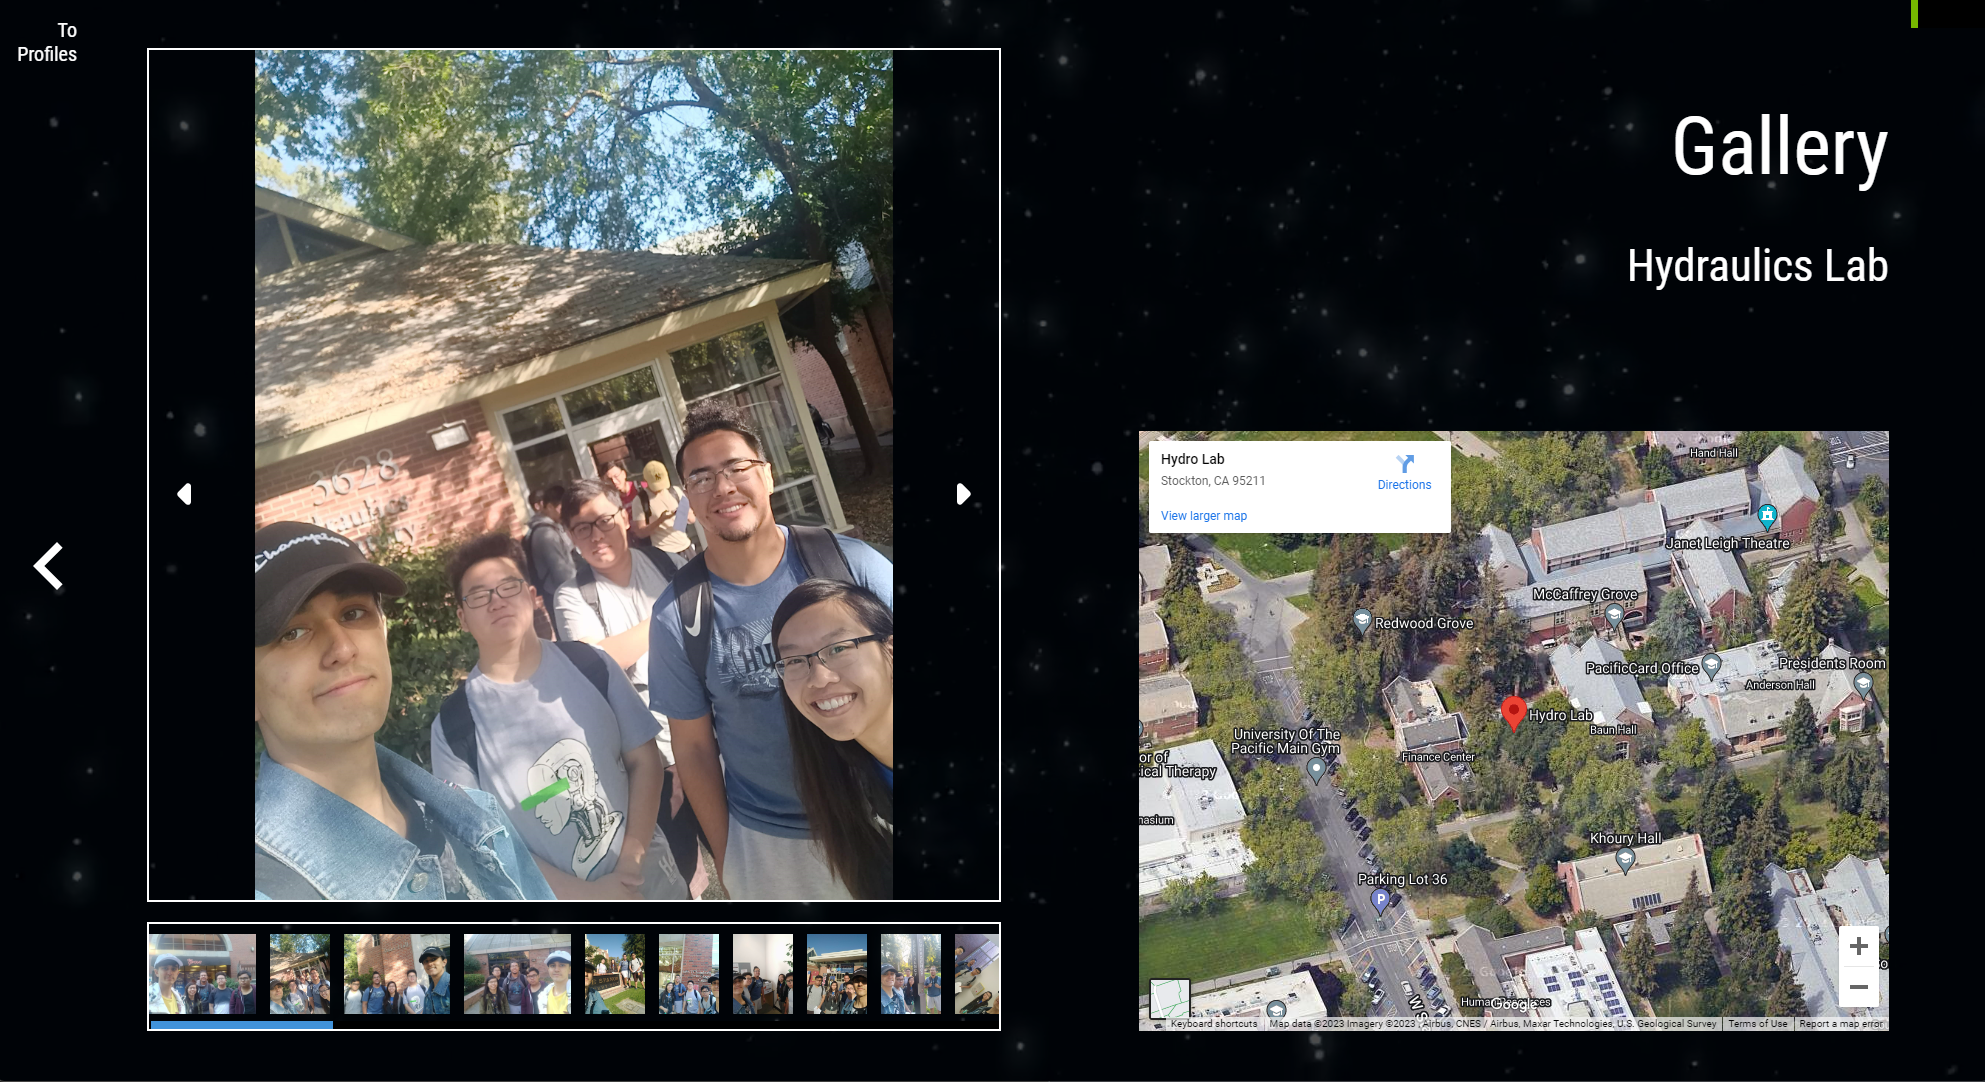 To
Profiles
Gallery
Hydraulics Lab
3628
Champion
Hydro Lab
Stockton, CA 95211
Directions
View larger map
Hand Hall
Janet Leigh Theatre
McCaffrey Grove
Redwood Grove
PacificCard Office
Presidents Room
Anderson Hall
Hydro Lab
Baun Hall
University Of The
Pacific Main Gym
Finance Center
or of
ical Therapy
nasium
Khoury Hall
Parking Lot 36
P
W S
Human Resources
Google
Keyboard shortcuts
Map data ©2023 Imagery ©2023 , Airbus, CNES / Airbus, Maxar Technologies, U.S. Geological Survey
Terms of Use
Report a map error